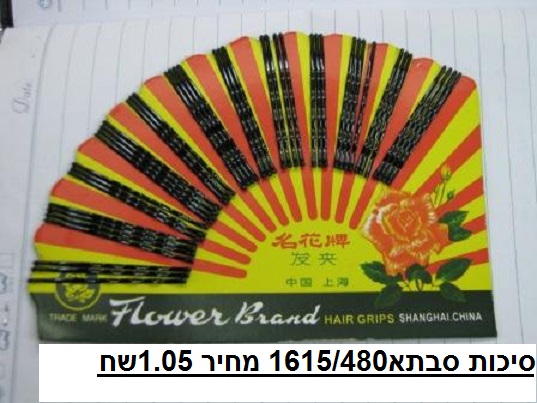 Date
名花牌
发夹
中国 上海
TRADE MARK Flower Brand HAIR GRIPS SHANGHAI.CHINA
סיכות סבתא1615/480 מחיר 1.05שח